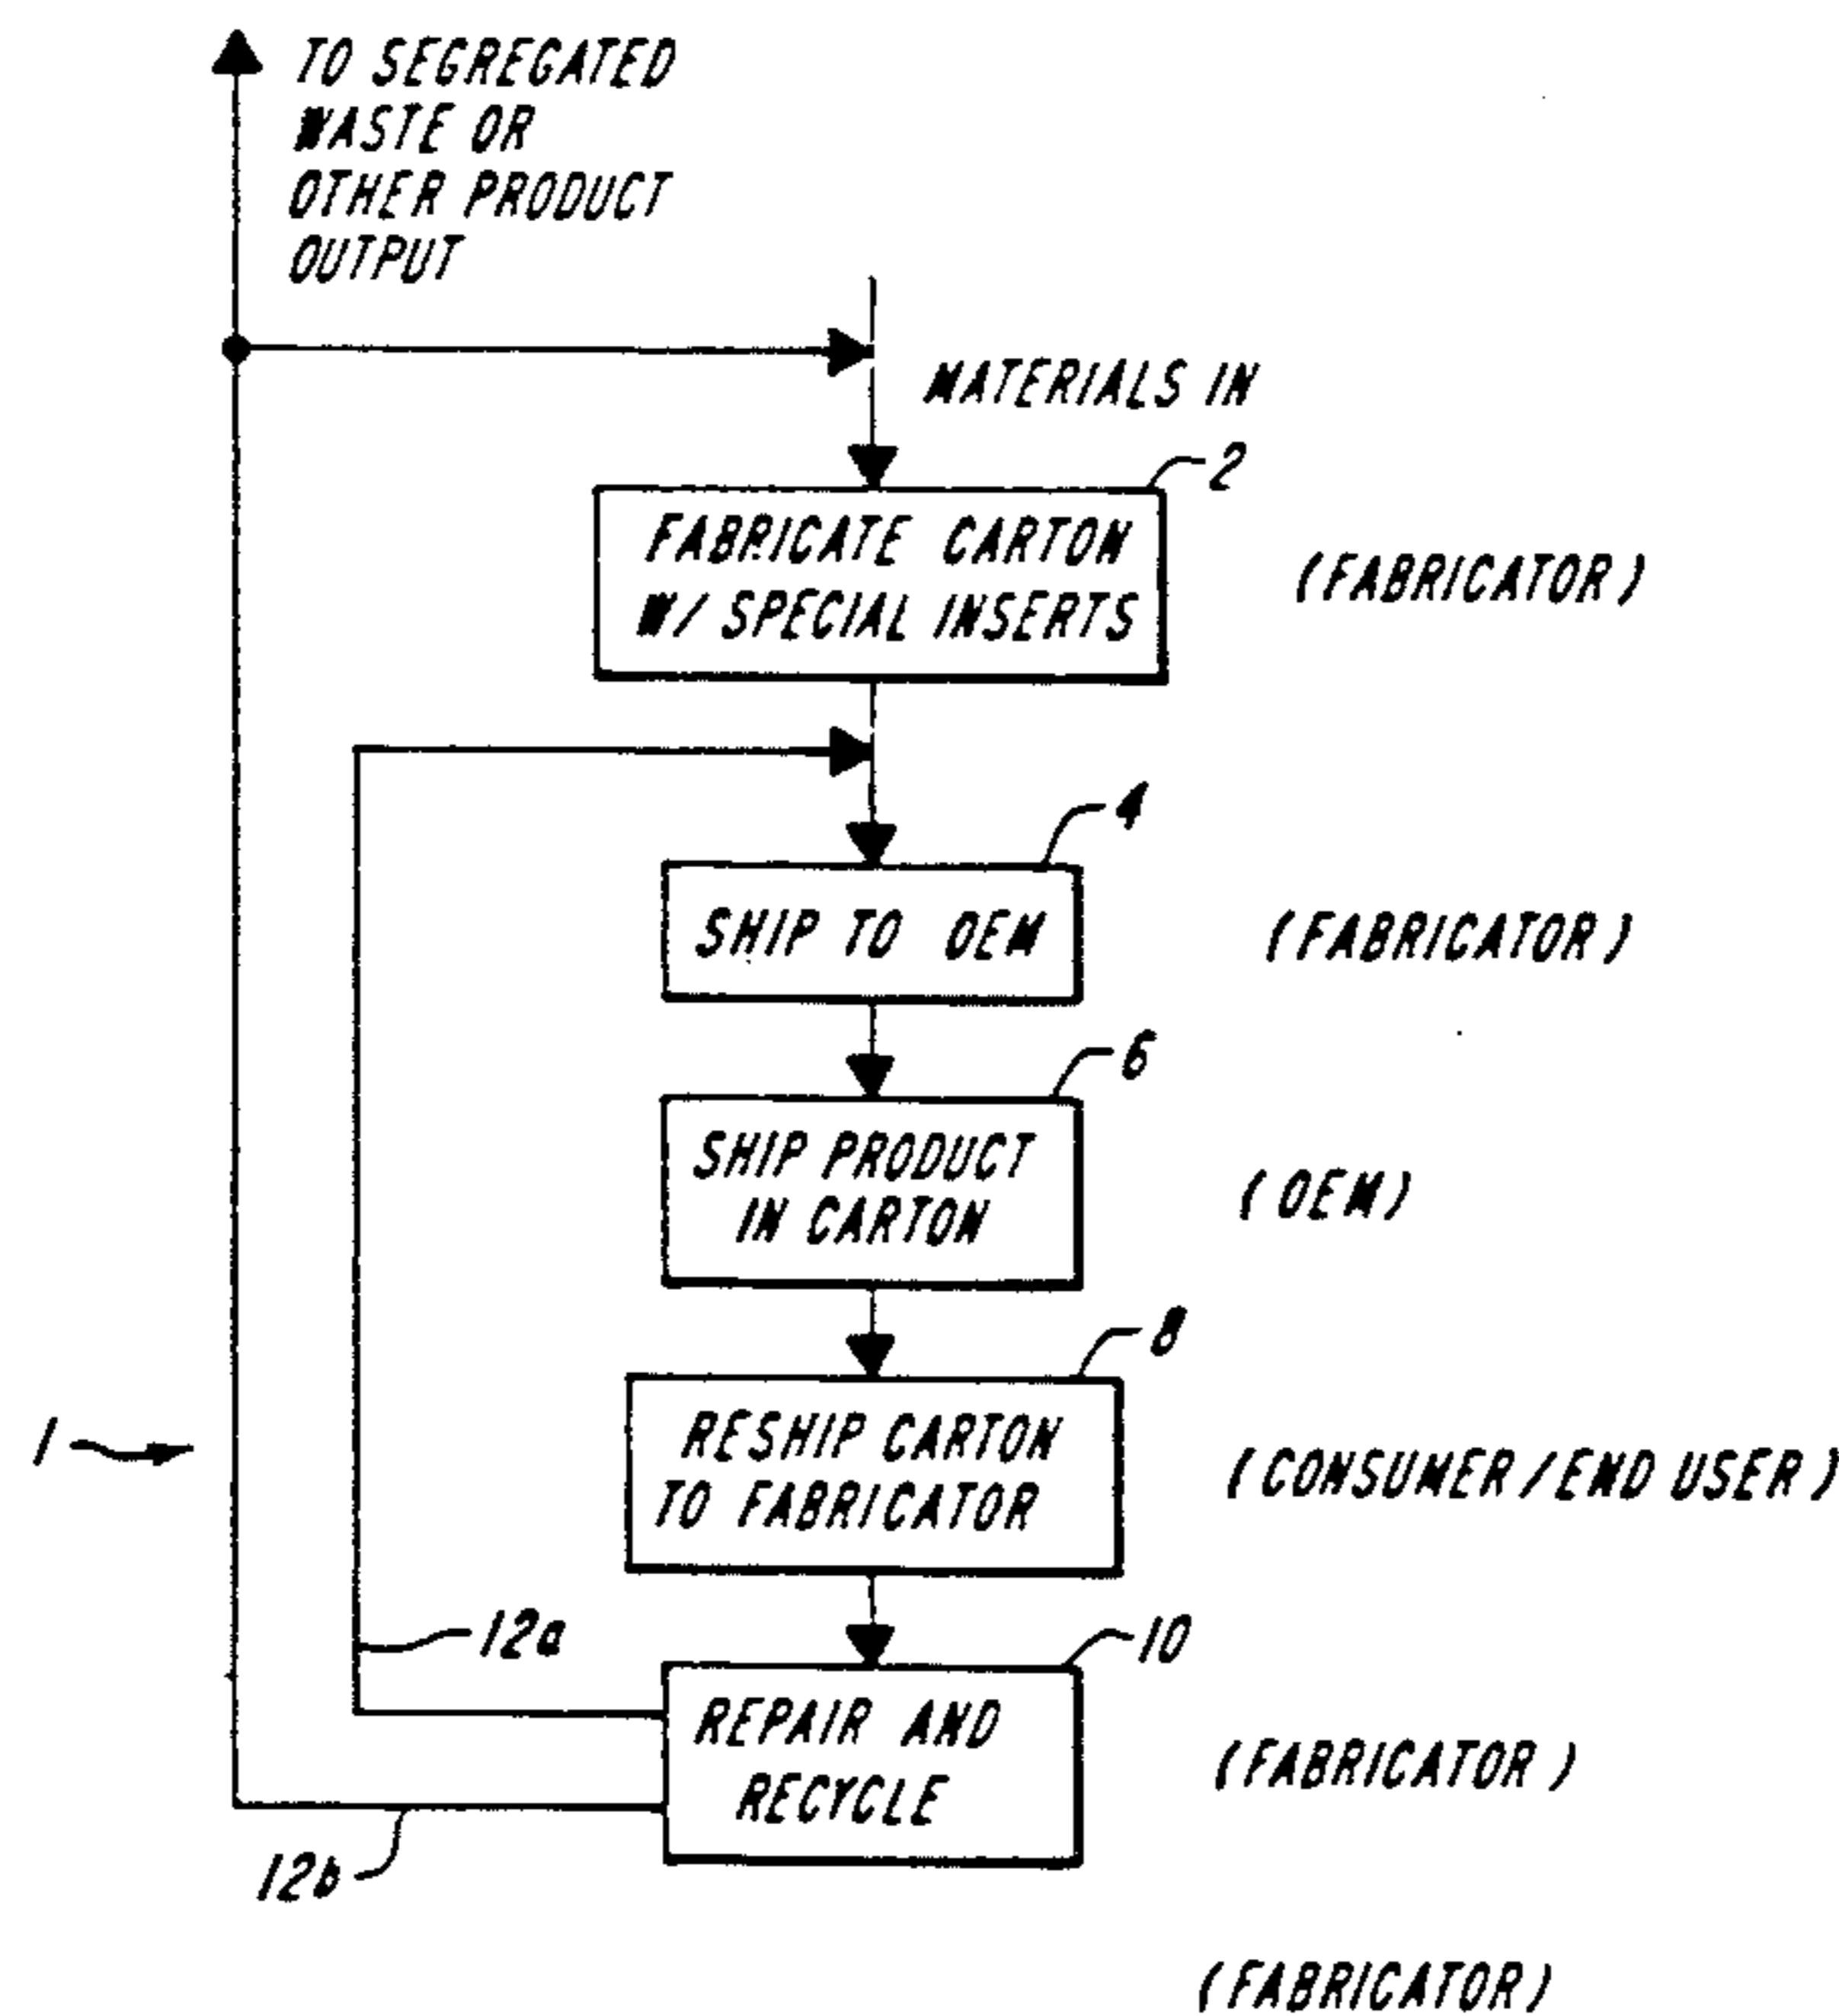 TO SEGREGATED
WASTE OR
OTHER PRODUCT
OUTPUT
MATERIALS IN
2
FABRICATE CARTON
W/ SPECIAL INSERTS
(FABRICATOR)
4
SHIP TO OEM
(FABRICATOR)
6
SHIP PRODUCT
IN CARTON
(OEM)
8
RESHIP CARTON
TO FABRICATOR
(CONSUMER/END USER)
1
12a
10
REPAIR AND
RECYCLE
(FABRICATOR)
12b
(FABRICATOR)